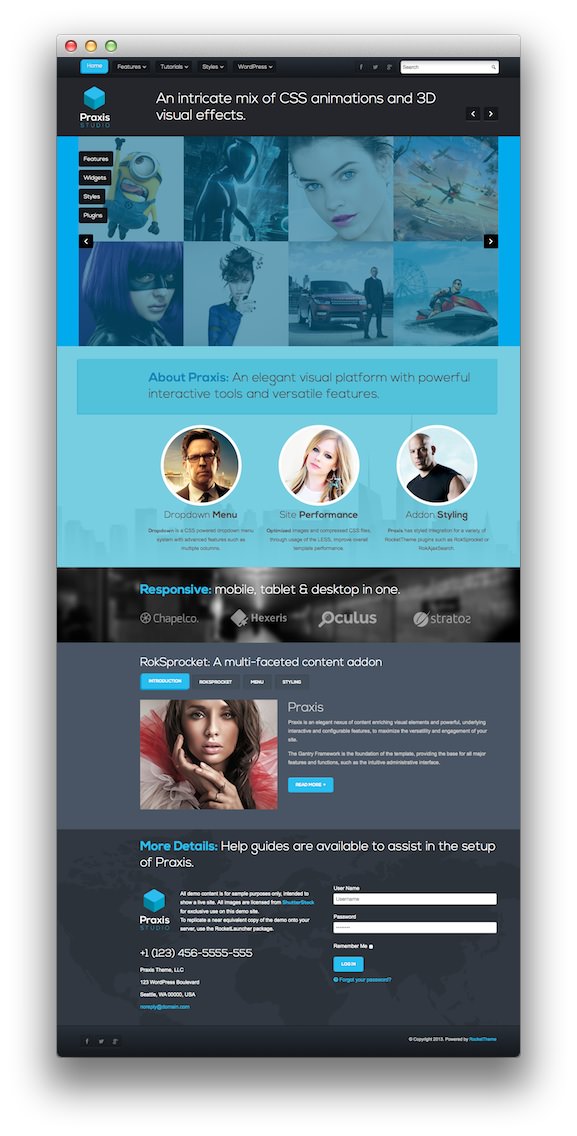 Home
Features
Tutorials
Styles
WordPress
Search
Praxis
STUDIO
An intricate mix of CSS animations and 3D
visual effects.
Features
Widgets
Styles
Plugins
About Praxis: An elegant visual platform with powerful
interactive tools and versatile features.
Dropdown Menu
Dropdown is a CSS powered dropdown menu
system with advanced features such as
multiple columns.
Site Performance
Optimized images and compressed CSS files,
through usage of the LESS, improve overall
template performance.
Addon Styling
Praxis has styled integration for a variety of
RocketTheme plugins such as RokSprocket or
RokAjaxSearch.
Responsive: mobile, tablet & desktop in one.
Chapelco.
Hexeris
Oculus
stratos
RokSprocket: A multi-faceted content addon
INTRODUCTION
ROKSPROCKET
MENU
STYLING
Praxis
Praxis is an elegant nexus of content enriching visual elements and powerful, underlying
interactive and configurable features, to maximize the versatility and engagement of your
site.
The Gantry Framework is the foundation of the template, providing the base for all major
features and functions, such as the intuitive administrative interface.
READ MORE
More Details: Help guides are available to assist in the setup
of Praxis.
Praxis
STUDIO
All demo content is for sample purposes only, intended to
show a live site. All images are licensed from ShutterStock
for exclusive use on this demo site.
To replicate a near equivalent copy of the demo onto your
server, use the RocketLauncher package.
+1 (123) 456-5555-555
Praxis Theme, LLC
123 WordPress Boulevard
Seattle, WA 00000, USA
noreply@domain.com
User Name
Username
Password
••••••••
Remember Me
LOG IN
Forgot your password?
© Copyright 2013. Powered by RocketTheme